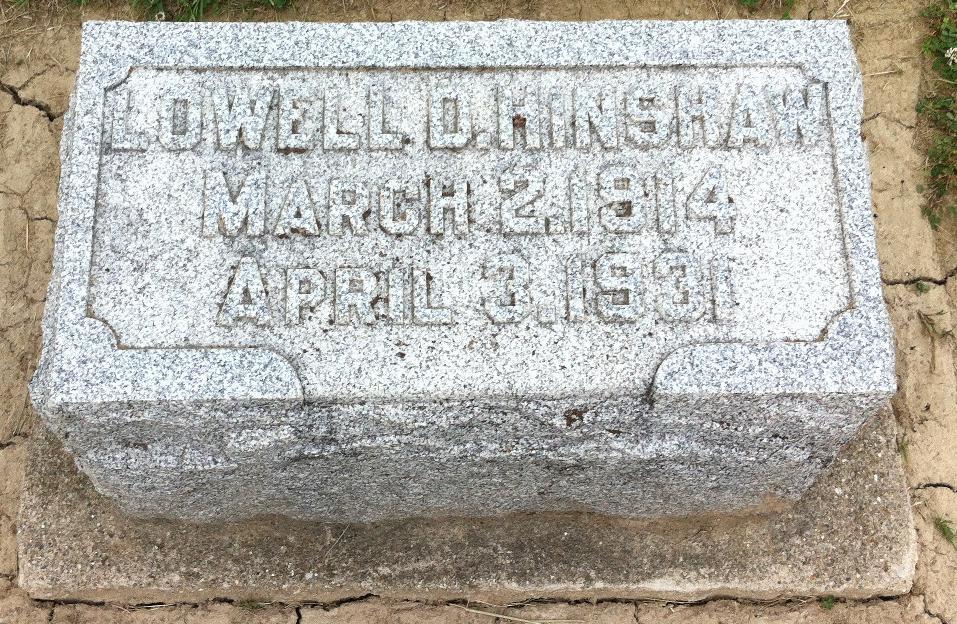 LOWELL D. HINSHAW
MARCH 2. 1914
APRIL 3. 1931